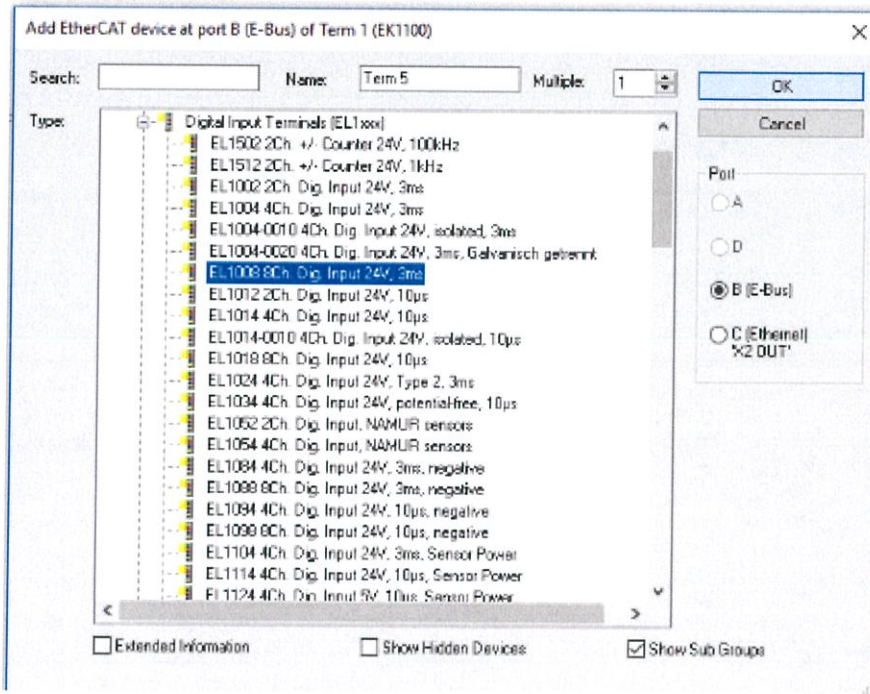 Add EtherCAT device at port B (E-Bus) of Term 1 (EK1100)
Search: Name: Term 5 Multiple: 1 OK
Type: Digital Input Terminals (EL1xxx) Cancel
EL1502 2Ch. +/- Counter 24V, 100kHz
EL1512 2Ch. +/- Counter 24V, 1kHz
EL1002 2Ch. Dig. Input 24V, 3ms
EL1004 4Ch. Dig. Input 24V, 3ms
EL1004-0010 4Ch. Dig. Input 24V, isolated, 3ms
EL1004-0020 4Ch. Dig. Input 24V, 3ms, Galvanisch getrennt
EL1008 8Ch. Dig. Input 24V, 3ms
EL1012 2Ch. Dig. Input 24V, 10µs
EL1014 4Ch. Dig. Input 24V, 10µs
EL1014-0010 4Ch. Dig. Input 24V, isolated, 10µs
EL1018 8Ch. Dig. Input 24V, 10µs
EL1024 4Ch. Dig. Input 24V, Type 2, 3ms
EL1034 4Ch. Dig. Input 24V, potential-free, 10µs
EL1052 2Ch. Dig. Input, NAMUR sensors
EL1054 4Ch. Dig. Input, NAMUR sensors
EL1084 4Ch. Dig. Input 24V, 3ms, negative
EL1088 8Ch. Dig. Input 24V, 3ms, negative
EL1094 4Ch. Dig. Input 24V, 10µs, negative
EL1098 8Ch. Dig. Input 24V, 10µs, negative
EL1104 4Ch. Dig. Input 24V, 3ms, Sensor Power
EL1114 4Ch. Dig. Input 24V, 10µs, Sensor Power
EL1124 4Ch. Dig. Input 5V, 10µs, Sensor Power
Port
A
D
B (E-Bus)
C (Ethernet)
'X2 OUT'
Extended Information Show Hidden Devices Show Sub Groups